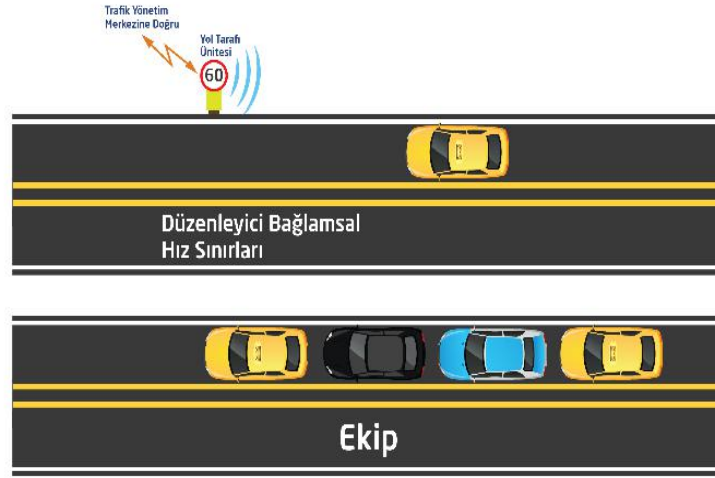 Trafik Yönetim
Merkezine Doğru
Yol Tarafı
Ünitesi
60
Düzenleyici Bağlamsal
Hız Sınırları
Ekip